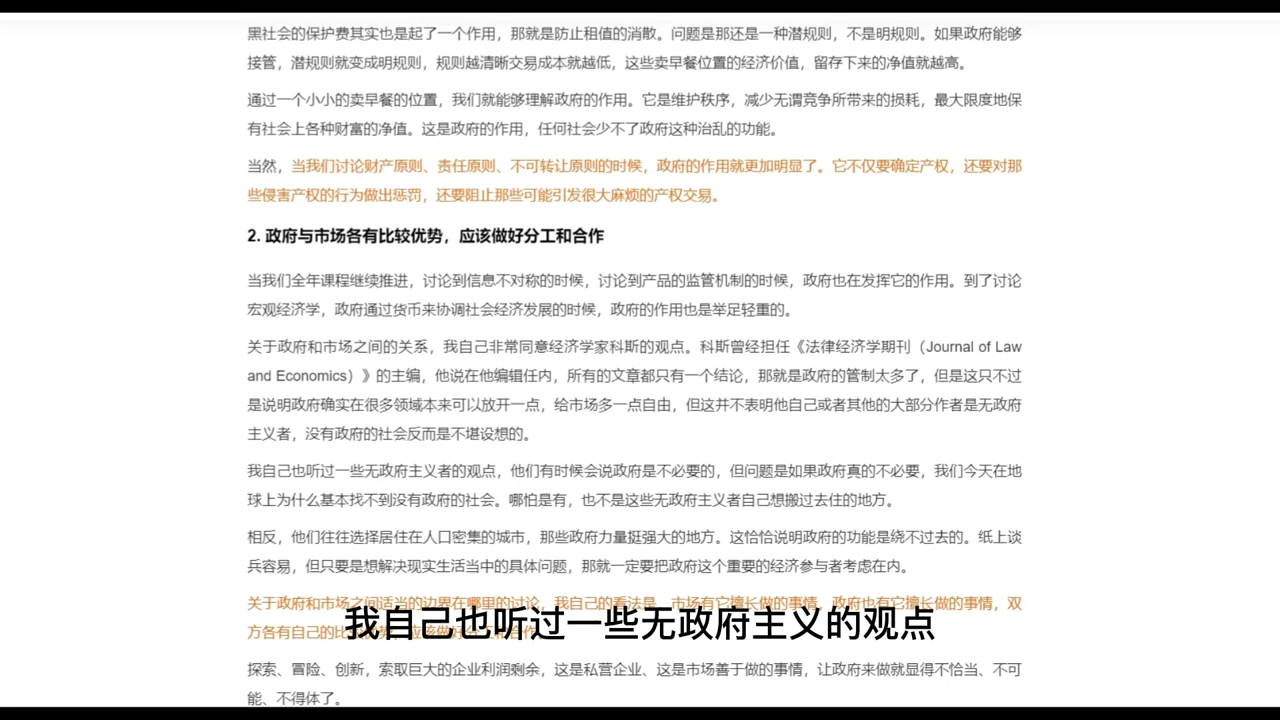 黑社会的保护费其实也是起了一个作用，那就是防止租值的消散。问题是那还是一种潜规则，不是明规则。如果政府能够
接管，潜规则就变成明规则，规则越清晰交易成本就越低，这些卖早餐位置的经济价值，留存下来的净值就越高。
通过一个小小的卖早餐的位置，我们就能够理解政府的作用。它是维护秩序，减少无谓竞争所带来的损耗，最大限度地保
有社会上各种财富的净值。这是政府的作用，任何社会少不了政府这种治乱的功能。
当然，当我们讨论财产原则、责任原则、不可转让原则的时候，政府的作用就更加明显了。它不仅要确定产权，还要对那
些侵害产权的行为做出惩罚，还要阻止那些可能引发很大麻烦的产权交易。
2. 政府与市场各有比较优势，应该做好分工和合作
当我们全年课程继续推进，讨论到信息不对称的时候，讨论到产品的监管机制的时候，政府也在发挥它的作用。到了讨论
宏观经济学，政府通过货币来协调社会经济发展的时候，政府的作用也是举足轻重的。
关于政府和市场之间的关系，我自己非常同意经济学家科斯的观点。科斯曾经担任《法律经济学期刊（Journal of Law
and Economics）》的主编，他说在他编辑任内，所有的文章都只有一个结论，那就是政府的管制太多了，但是这只不过
是说明政府确实在很多领域本来可以放开一点，给市场多一点自由，但这并不表明他自己或者其他的大部分作者是无政府
主义者，没有政府的社会反而是不堪设想的。
我自己也听过一些无政府主义者的观点，他们有时候会说政府是不必要的，但问题是如果政府真的不必要，我们今天在地
球上为什么基本找不到没有政府的社会。哪怕是有，也不是这些无政府主义者自己想搬过去住的地方。
相反，他们往往选择居住在人口密集的城市，那些政府力量挺强大的地方。这恰恰说明政府的功能是绕不过去的。纸上谈
兵容易，但只要是想解决现实生活当中的具体问题，那就一定要把政府这个重要的经济参与者考虑在内。
关于政府和市场之间适当的边界在哪里的讨论，我自己的看法是，市场有它擅长做的事情，政府也有它擅长做的事情，双
方各有自己的比较优势，应该做好分工和合作
我自己也听过一些无政府主义的观点
探索、冒险、创新，索取巨大的企业利润剩余，这是私营企业、这是市场善于做的事情，让政府来做就显得不恰当、不可
能、不得体了。